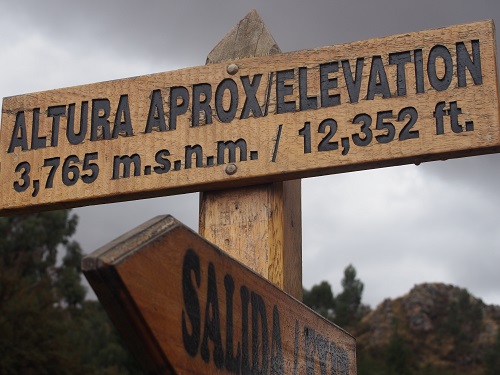 ALTURA APROX/ELEVATION
3,765 m.s.n.m. / 12,352 ft.
SALIDA /